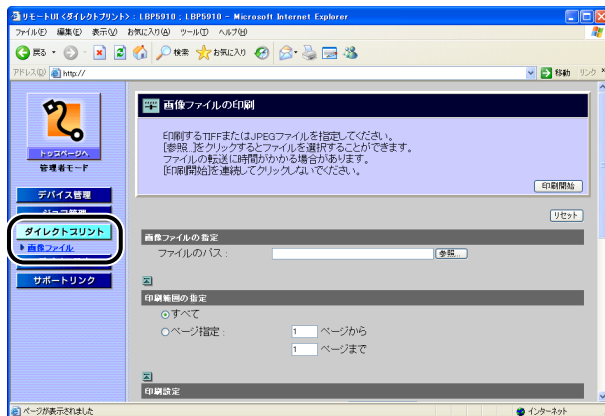 リモートUI <ダイレクトプリント> : LBP5910 ; LBP5910 - Microsoft Internet Explorer
ファイル(F) 編集(E) 表示(V) お気に入り(A) ツール(T) ヘルプ(H)
戻る 検索 お気に入り
アドレス(D) http:// 移動 リンク
画像ファイルの印刷
印刷するTIFFまたはJPEGファイルを指定してください。
[参照...]をクリックするとファイルを選択することができます。
ファイルの転送に時間がかかる場合があります。
[印刷開始]を連続してクリックしないでください。
印刷開始
リセット
トップページへ
管理者モード
デバイス管理
ジョブ管理
ダイレクトプリント
画像ファイル
サポートリンク
画像ファイルの指定
ファイルのパス :
参照...
印刷範囲の指定
すべて
ページ指定 : 1 ページから
1 ページまで
印刷設定
ページが表示されました インターネット